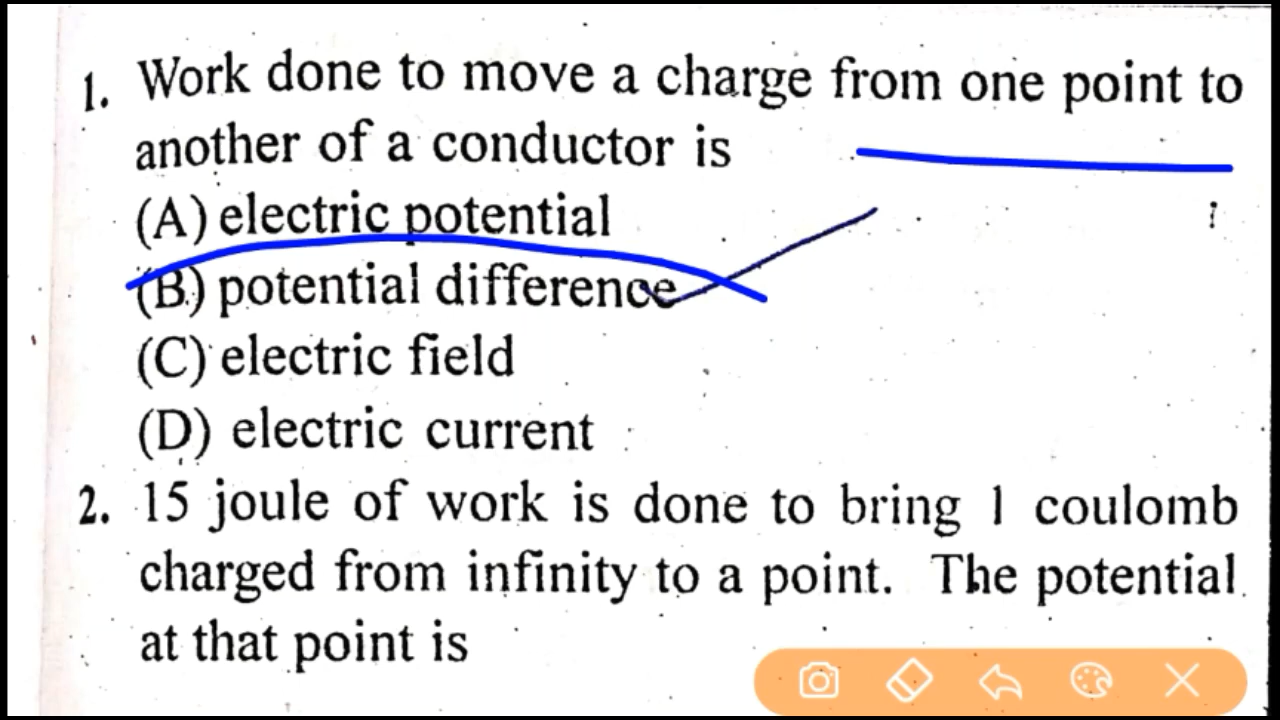 1. Work done to move a charge from one point to
another of a conductor is
(A) electric potential
(B) potential difference
(C) electric field
(D) electric current
2. 15 joule of work is done to bring 1 coulomb
charged from infinity to a point. The potential
at that point is